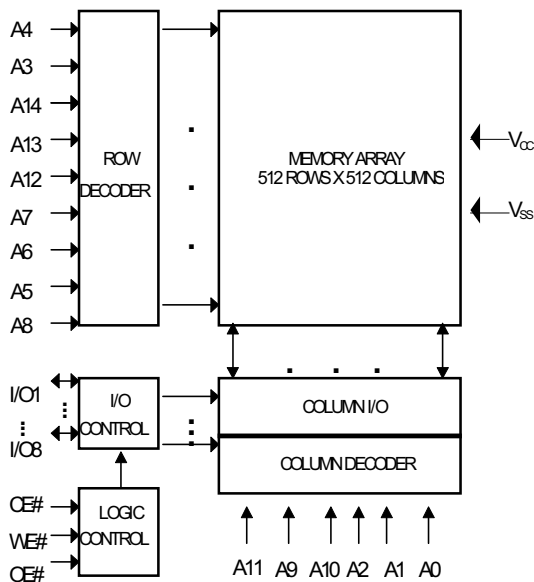 A4
A3
A14
A13
A12
A7
A6
A5
A8
ROW
DECODER
MEMORY ARRAY
512 ROWS X 512 COLUMNS
VCC
VSS
I/O1
I/O8
I/O
CONTROL
COLUMN I/O
COLUMN DECODER
CE#
WE#
OE#
LOGIC
CONTROL
A11 A9 A10 A2 A1 A0